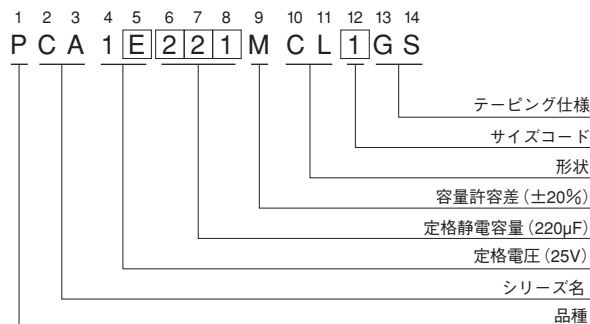 1 2 3 4 5 6 7 8 9 10 11 12 13 14
P C A 1 E 2 2 1 M C L 1 G S
テーピング仕様
サイズコード
形状
容量許容差(±20%)
定格静電容量(220μF)
定格電圧(25V)
シリーズ名
品種